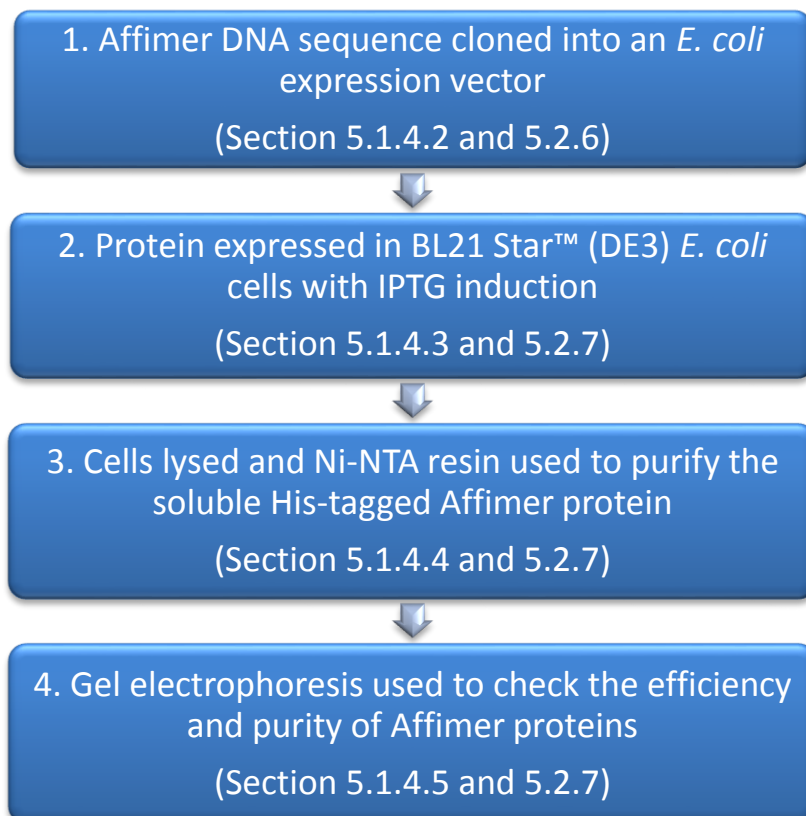 1. Affimer DNA sequence cloned into an E. coli
expression vector
(Section 5.1.4.2 and 5.2.6)
2. Protein expressed in BL21 Star™ (DE3) E. coli
cells with IPTG induction
(Section 5.1.4.3 and 5.2.7)
3. Cells lysed and Ni-NTA resin used to purify the
soluble His-tagged Affimer protein
(Section 5.1.4.4 and 5.2.7)
4. Gel electrophoresis used to check the efficiency
and purity of Affimer proteins
(Section 5.1.4.5 and 5.2.7)